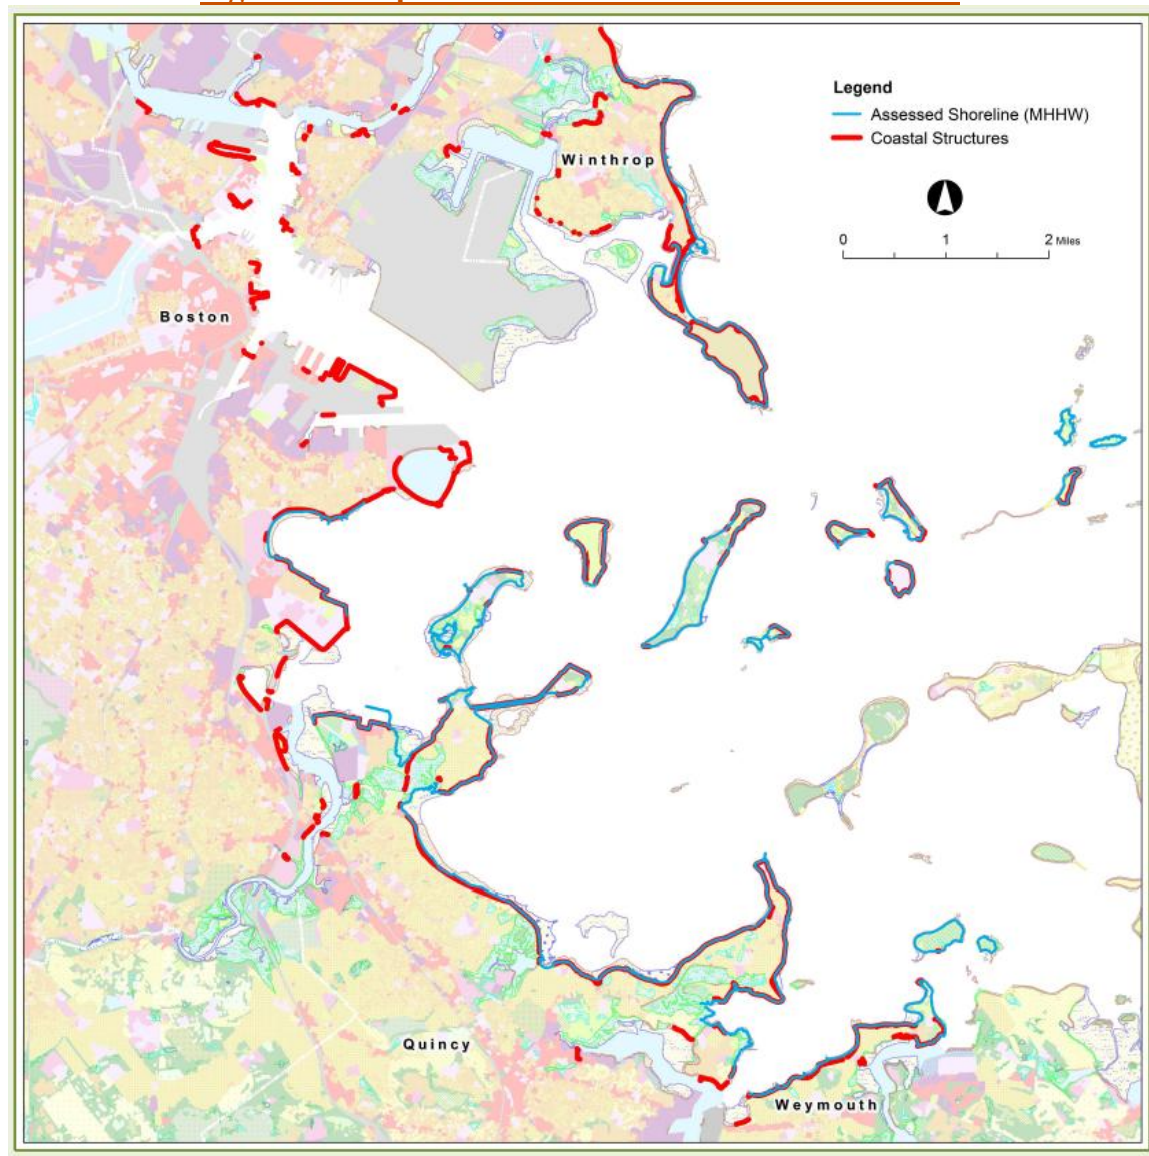 Legend
Assessed Shoreline (MHHW)
Coastal Structures
0 1 2 Miles
Winthrop
Boston
Quincy
Weymouth